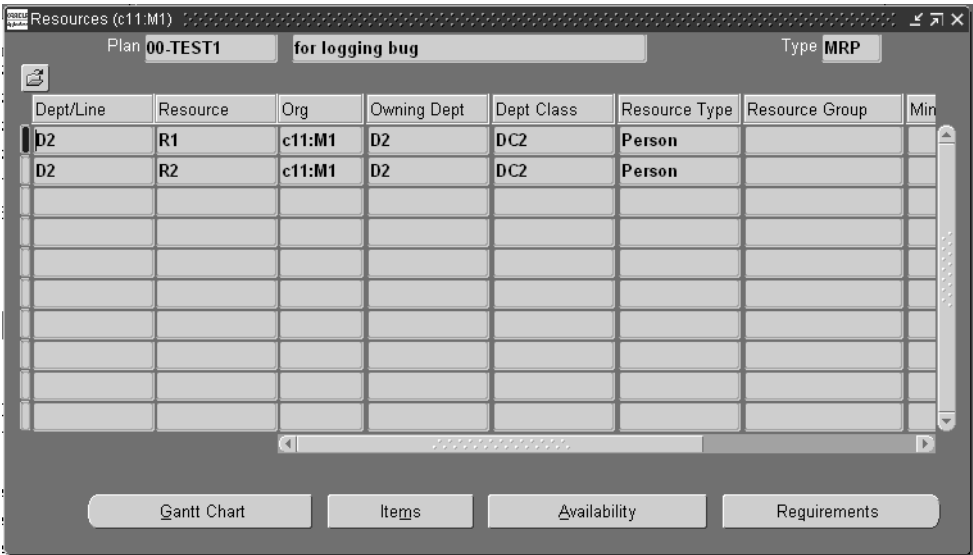 ORACLE
Resources (c11:M1)
Plan 00-TEST1 for logging bug Type MRP
Dept/Line Resource Org Owning Dept Dept Class Resource Type Resource Group Min
D2 R1 c11:M1 D2 DC2 Person
D2 R2 c11:M1 D2 DC2 Person
Gantt Chart Items Availability Requirements